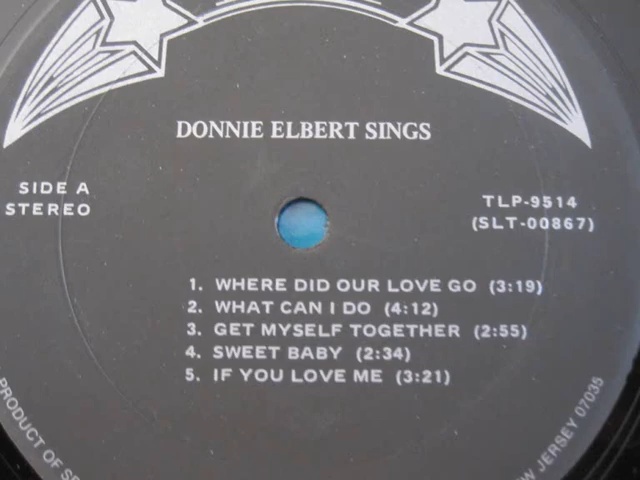 DONNIE ELBERT SINGS
SIDE A
STEREO
TLP-9514
(SLT-00867)
1. WHERE DID OUR LOVE GO (3:19)
2. WHAT CAN I DO (4:12)
3. GET MYSELF TOGETHER (2:55)
4. SWEET BABY (2:34)
5. IF YOU LOVE ME (3:21)
PRODUCT OF
JERSEY 07035